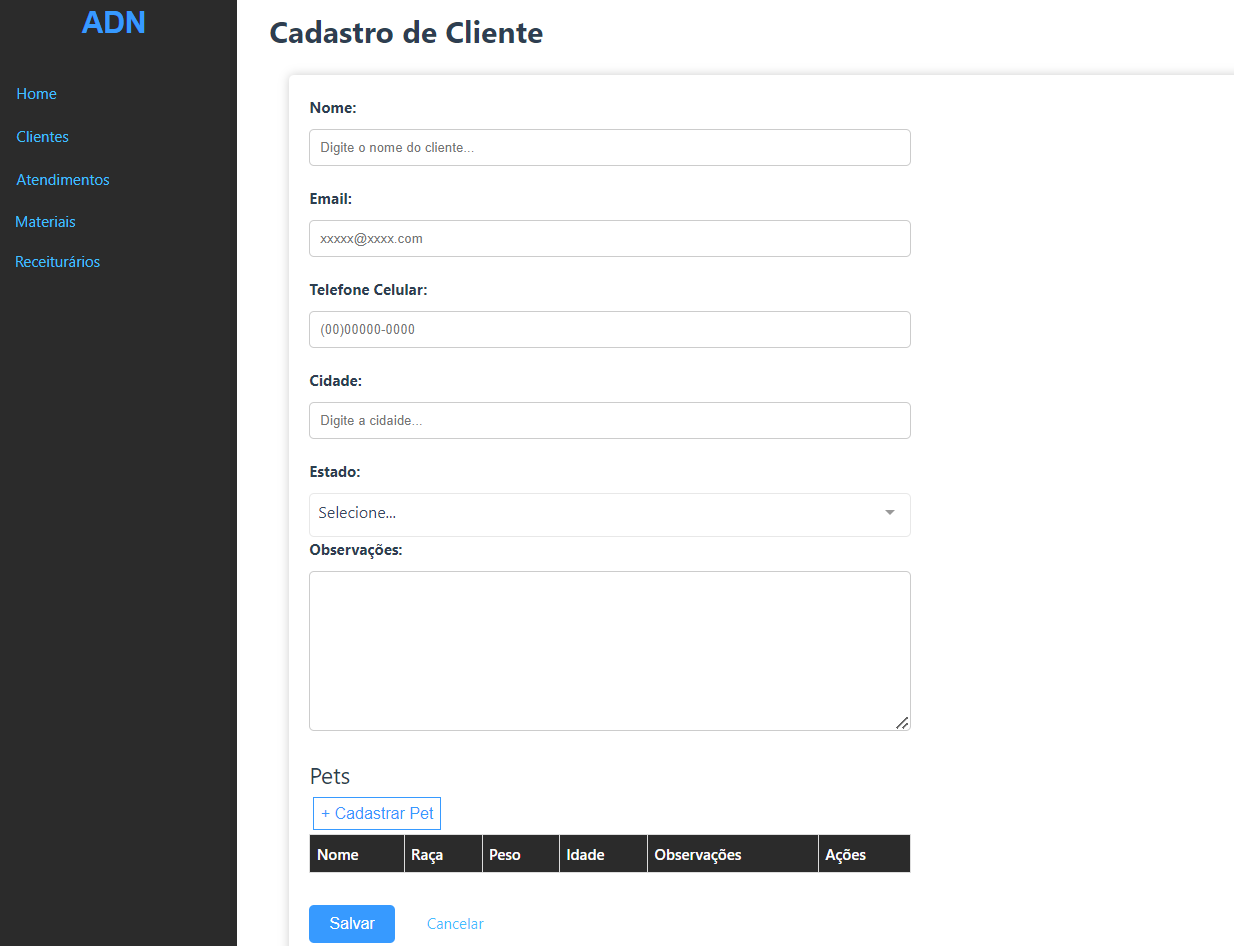 ADN
Home
Clientes
Atendimentos
Materiais
Receiturários
Cadastro de Cliente
Nome:
Digite o nome do cliente...
Email:
xxxxx@xxxx.com
Telefone Celular:
(00)00000-0000
Cidade:
Digite a cidaide...
Estado:
Selecione...
Observações:
Pets
+ Cadastrar Pet
Nome Raça Peso Idade Observações Ações
Salvar Cancelar